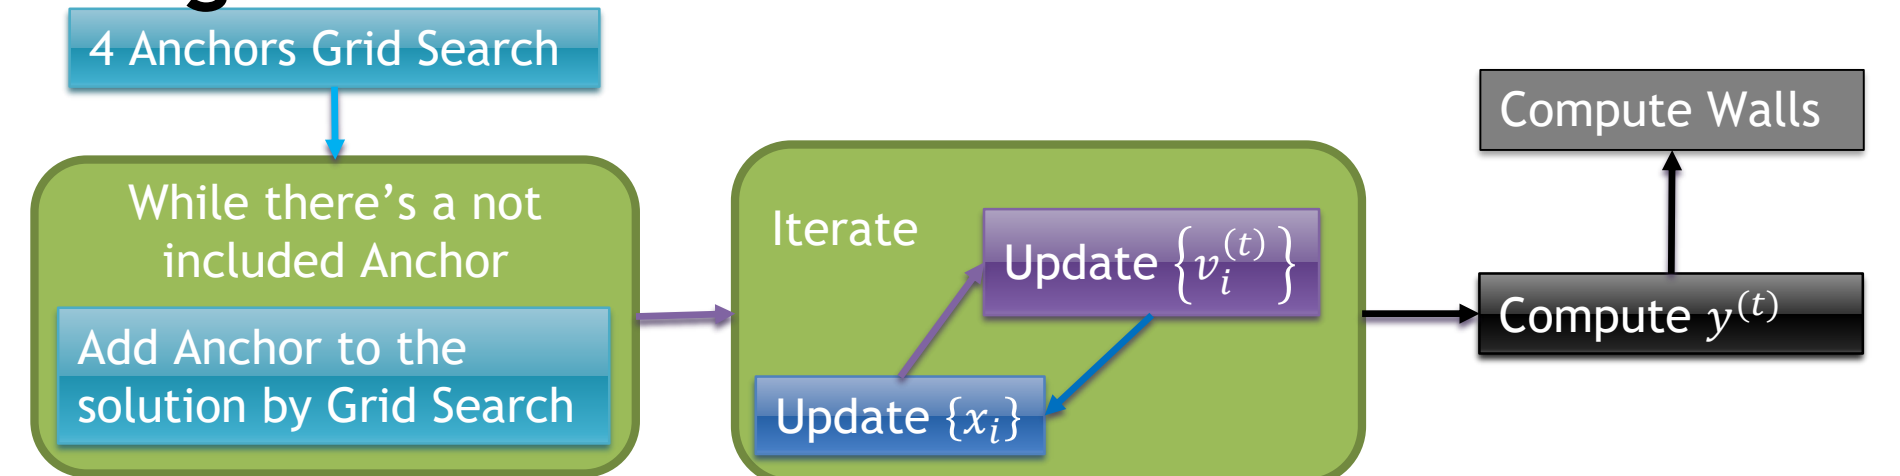 4 Anchors Grid Search
While there's a not
included Anchor
Add Anchor to the
solution by Grid Search
Iterate
Update {v_i^(t)}
Update {x_i}
Compute y^(t)
Compute Walls